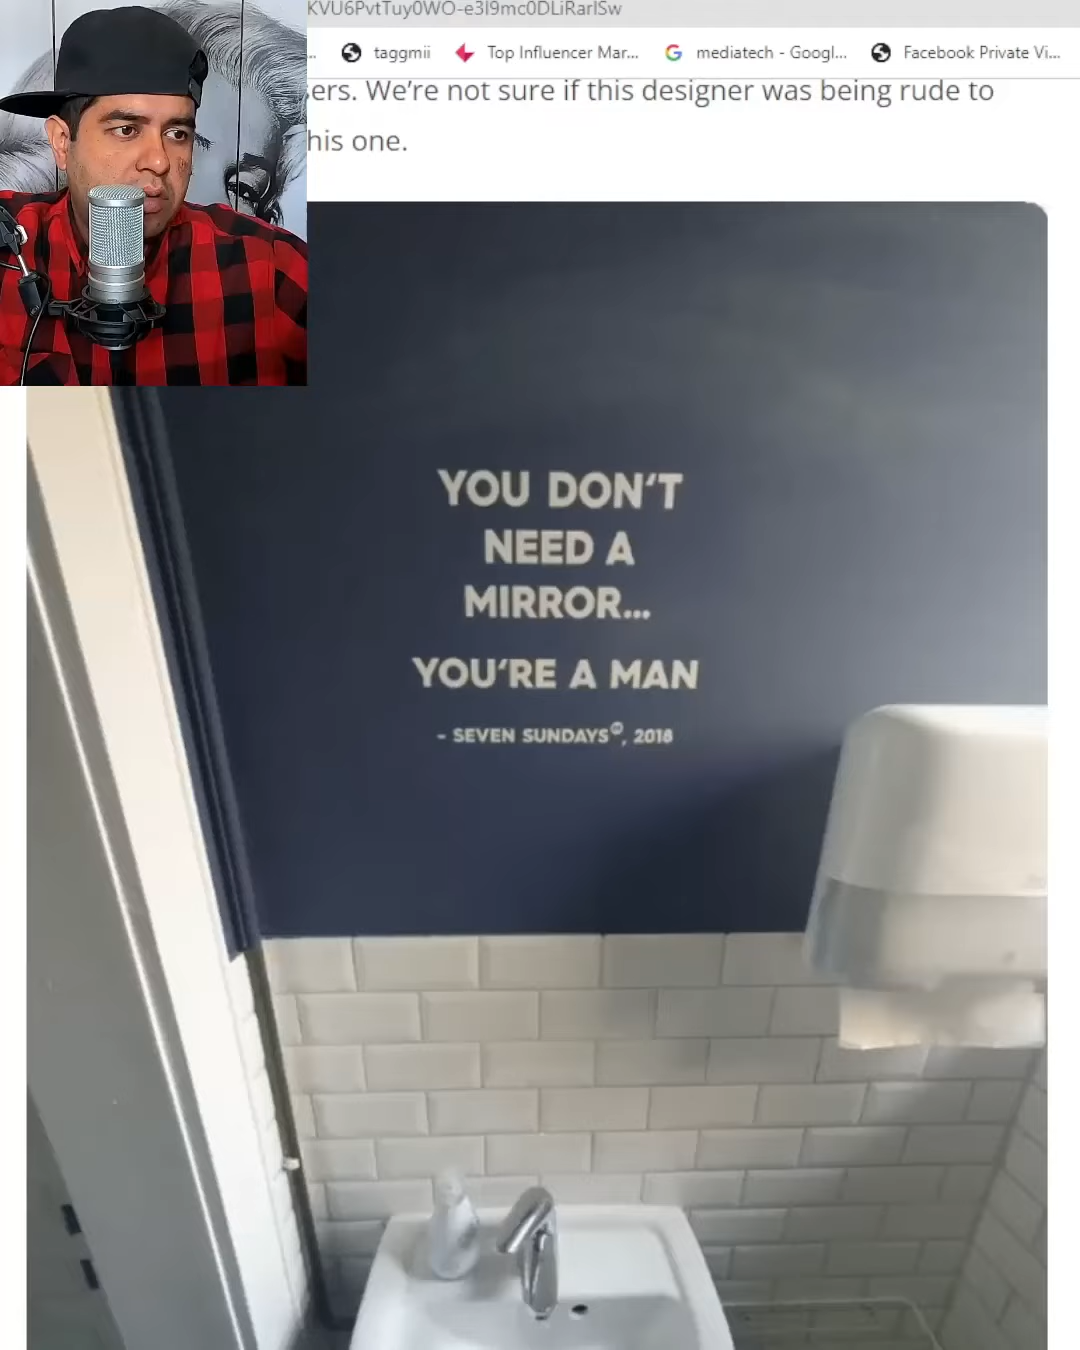 KVU6PvtTuy0WO-e3I9mc0DLiRarlSw
taggmii
Top Influencer Mar...
mediatech - Googl...
Facebook Private Vi...
sers. We're not sure if this designer was being rude to
his one.
YOU DON'T
NEED A
MIRROR...
YOU'RE A MAN
- SEVEN SUNDAYS, 2018